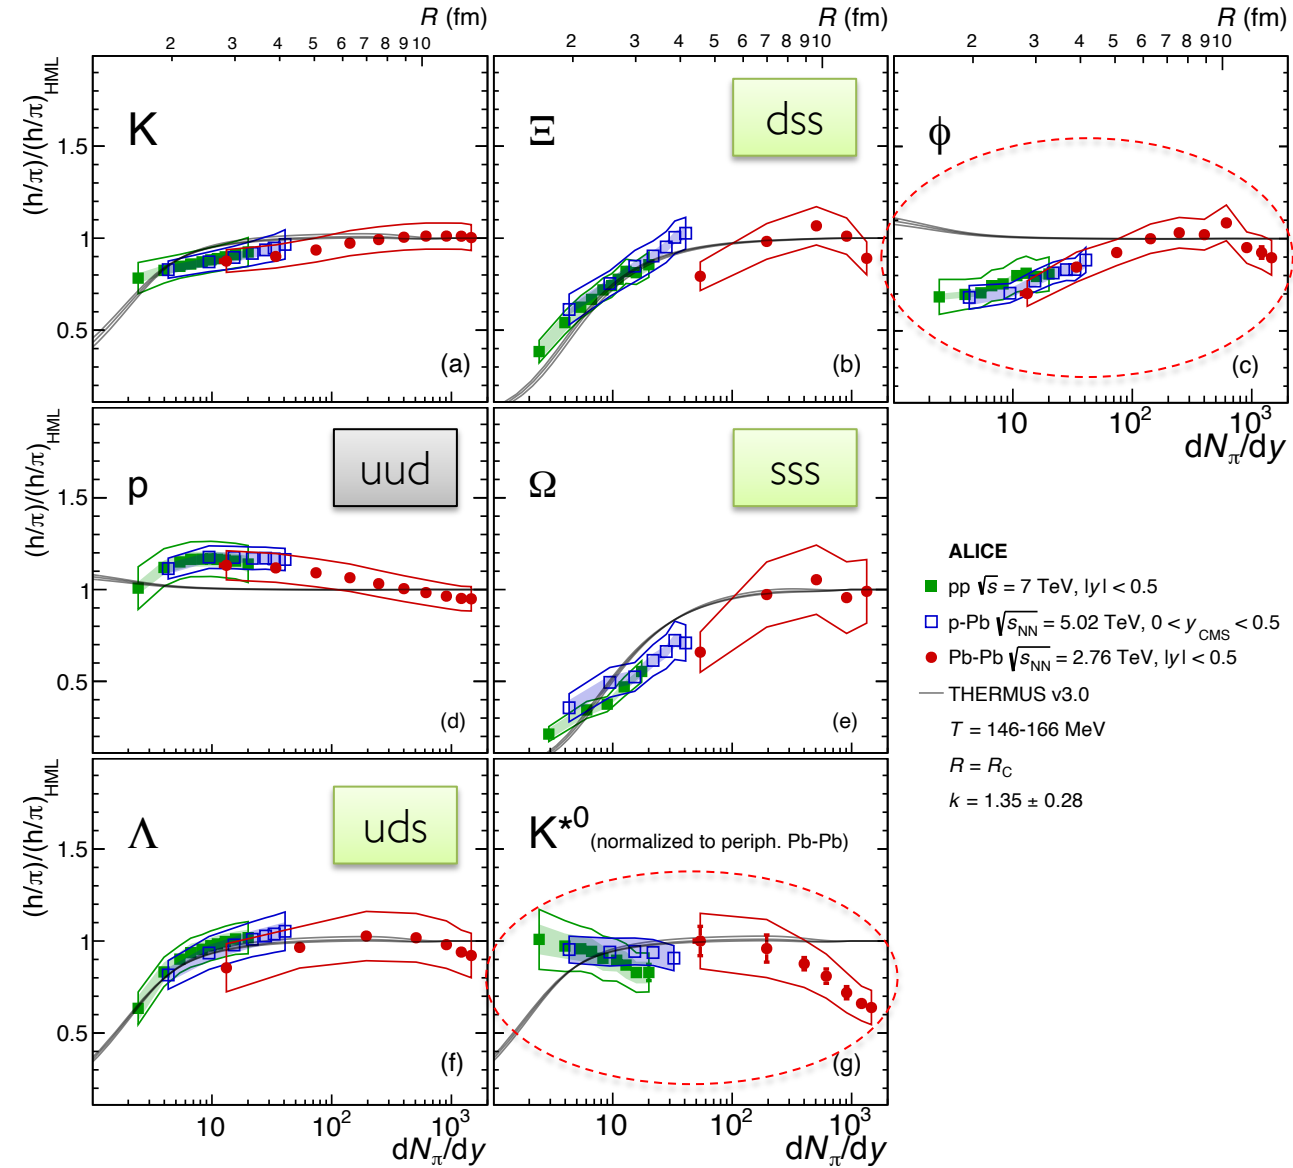 R (fm)
2 3 4 5 6 7 8 9 10
(h/π)/(h/π)HML
1.5
1
0.5
K
(a)
R (fm)
2 3 4 5 6 7 8 9 10
Ξ
dss
(b)
R (fm)
2 3 4 5 6 7 8 9 10
ϕ
(c)
10 10² 10³
dNπ/dy
(h/π)/(h/π)HML
1.5
1
0.5
p
uud
(d)
Ω
sss
(e)
ALICE
pp √s = 7 TeV, |y| < 0.5
p-Pb √sNN = 5.02 TeV, 0 < yCMS < 0.5
Pb-Pb √sNN = 2.76 TeV, |y| < 0.5
THERMUS v3.0
T = 146-166 MeV
R = RC
k = 1.35 ± 0.28
(h/π)/(h/π)HML
1.5
1
0.5
Λ
uds
(f)
10 10² 10³
dNπ/dy
K*0 (normalized to periph. Pb-Pb)
(g)
10 10² 10³
dNπ/dy